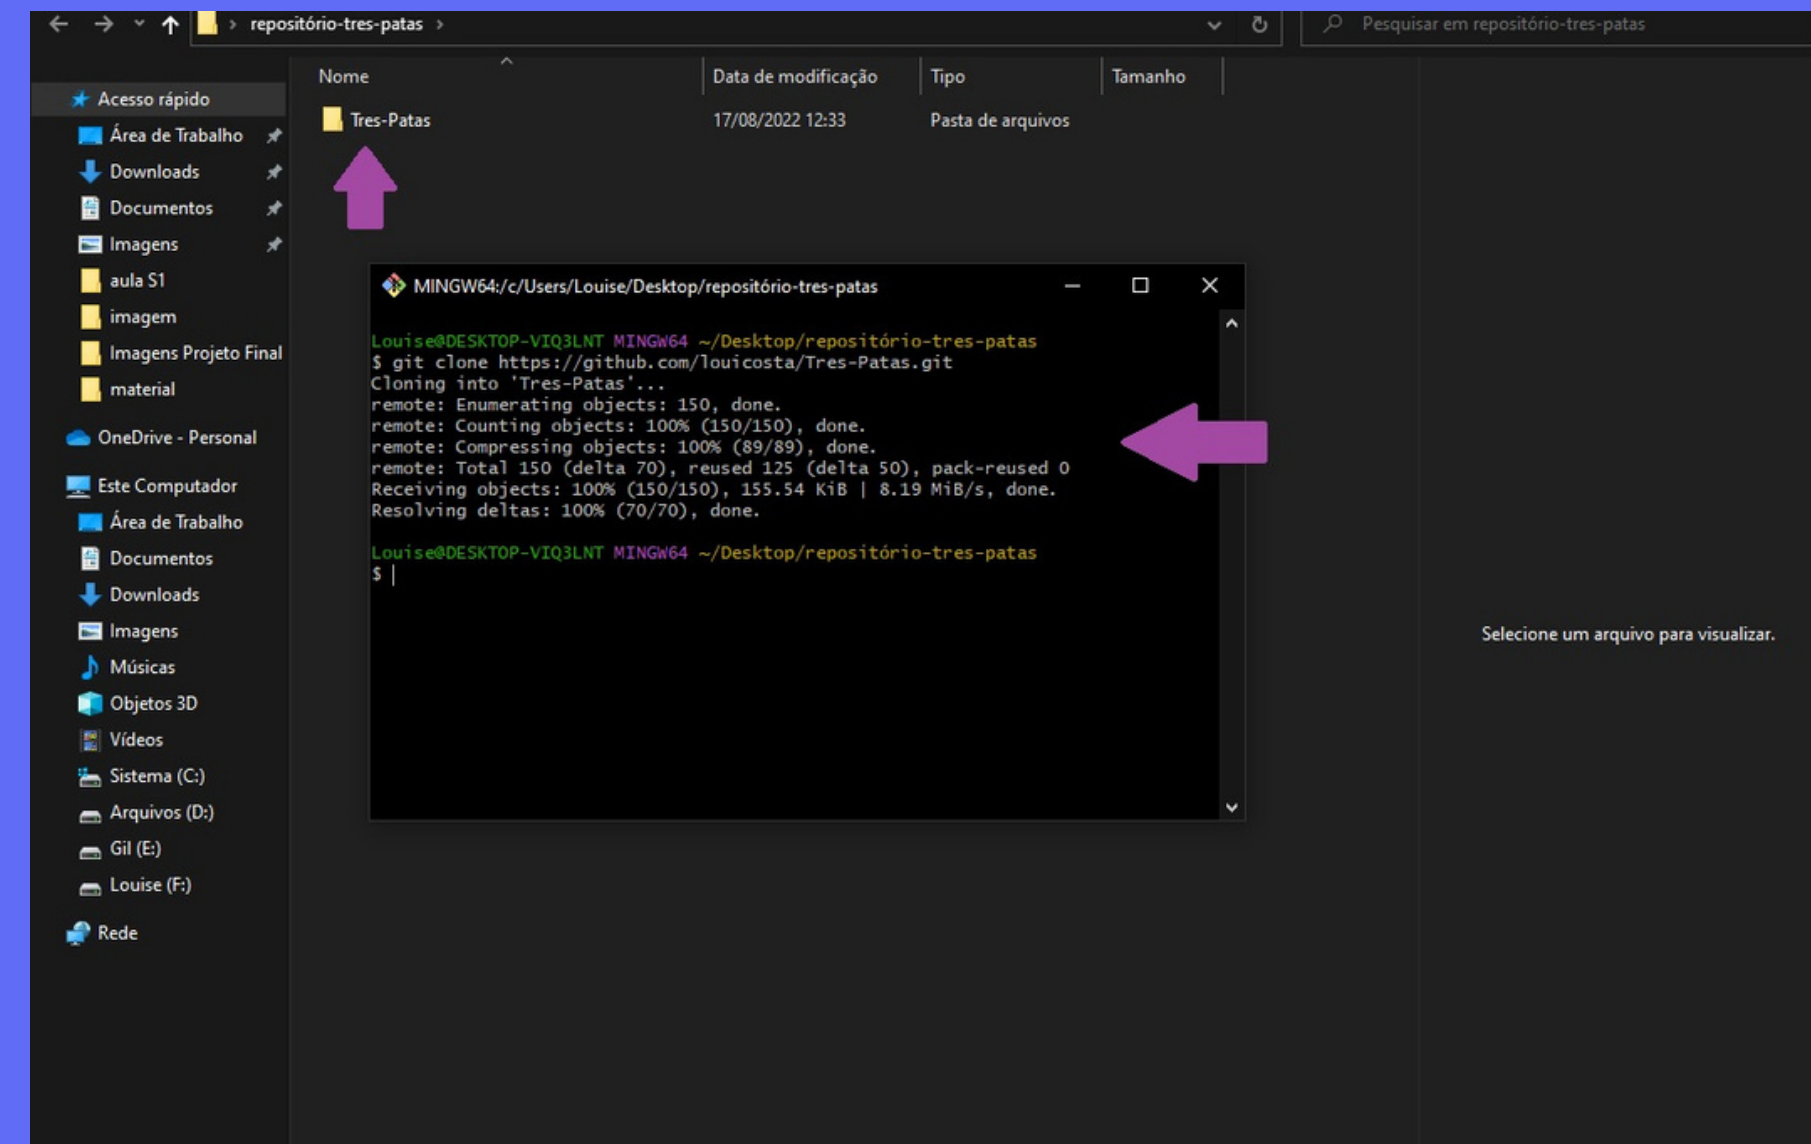 repositório-tres-patas
Pesquisar em repositório-tres-patas
Nome
Data de modificação
Tipo
Tamanho
Tres-Patas
17/08/2022 12:33
Pasta de arquivos
Acesso rápido
Área de Trabalho
Downloads
Documentos
Imagens
aula S1
imagem
Imagens Projeto Final
material
OneDrive - Personal
Este Computador
Área de Trabalho
Documentos
Downloads
Imagens
Músicas
Objetos 3D
Vídeos
Sistema (C:)
Arquivos (D:)
Gil (E:)
Louise (F:)
Rede
MINGW64:/c/Users/Louise/Desktop/repositório-tres-patas
Louise@DESKTOP-VIQ3LNT MINGW64 ~/Desktop/repositório-tres-patas
$ git clone https://github.com/louicosta/Tres-Patas.git
Cloning into 'Tres-Patas'...
remote: Enumerating objects: 150, done.
remote: Counting objects: 100% (150/150), done.
remote: Compressing objects: 100% (89/89), done.
remote: Total 150 (delta 70), reused 125 (delta 50), pack-reused 0
Receiving objects: 100% (150/150), 155.54 KiB | 8.19 MiB/s, done.
Resolving deltas: 100% (70/70), done.
Louise@DESKTOP-VIQ3LNT MINGW64 ~/Desktop/repositório-tres-patas
$
Selecione um arquivo para visualizar.